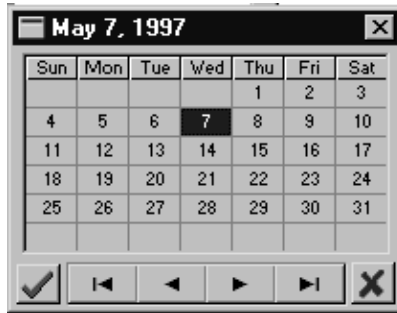 May 7, 1997
Sun Mon Tue Wed Thu Fri Sat
1 2 3
4 5 6 7 8 9 10
11 12 13 14 15 16 17
18 19 20 21 22 23 24
25 26 27 28 29 30 31